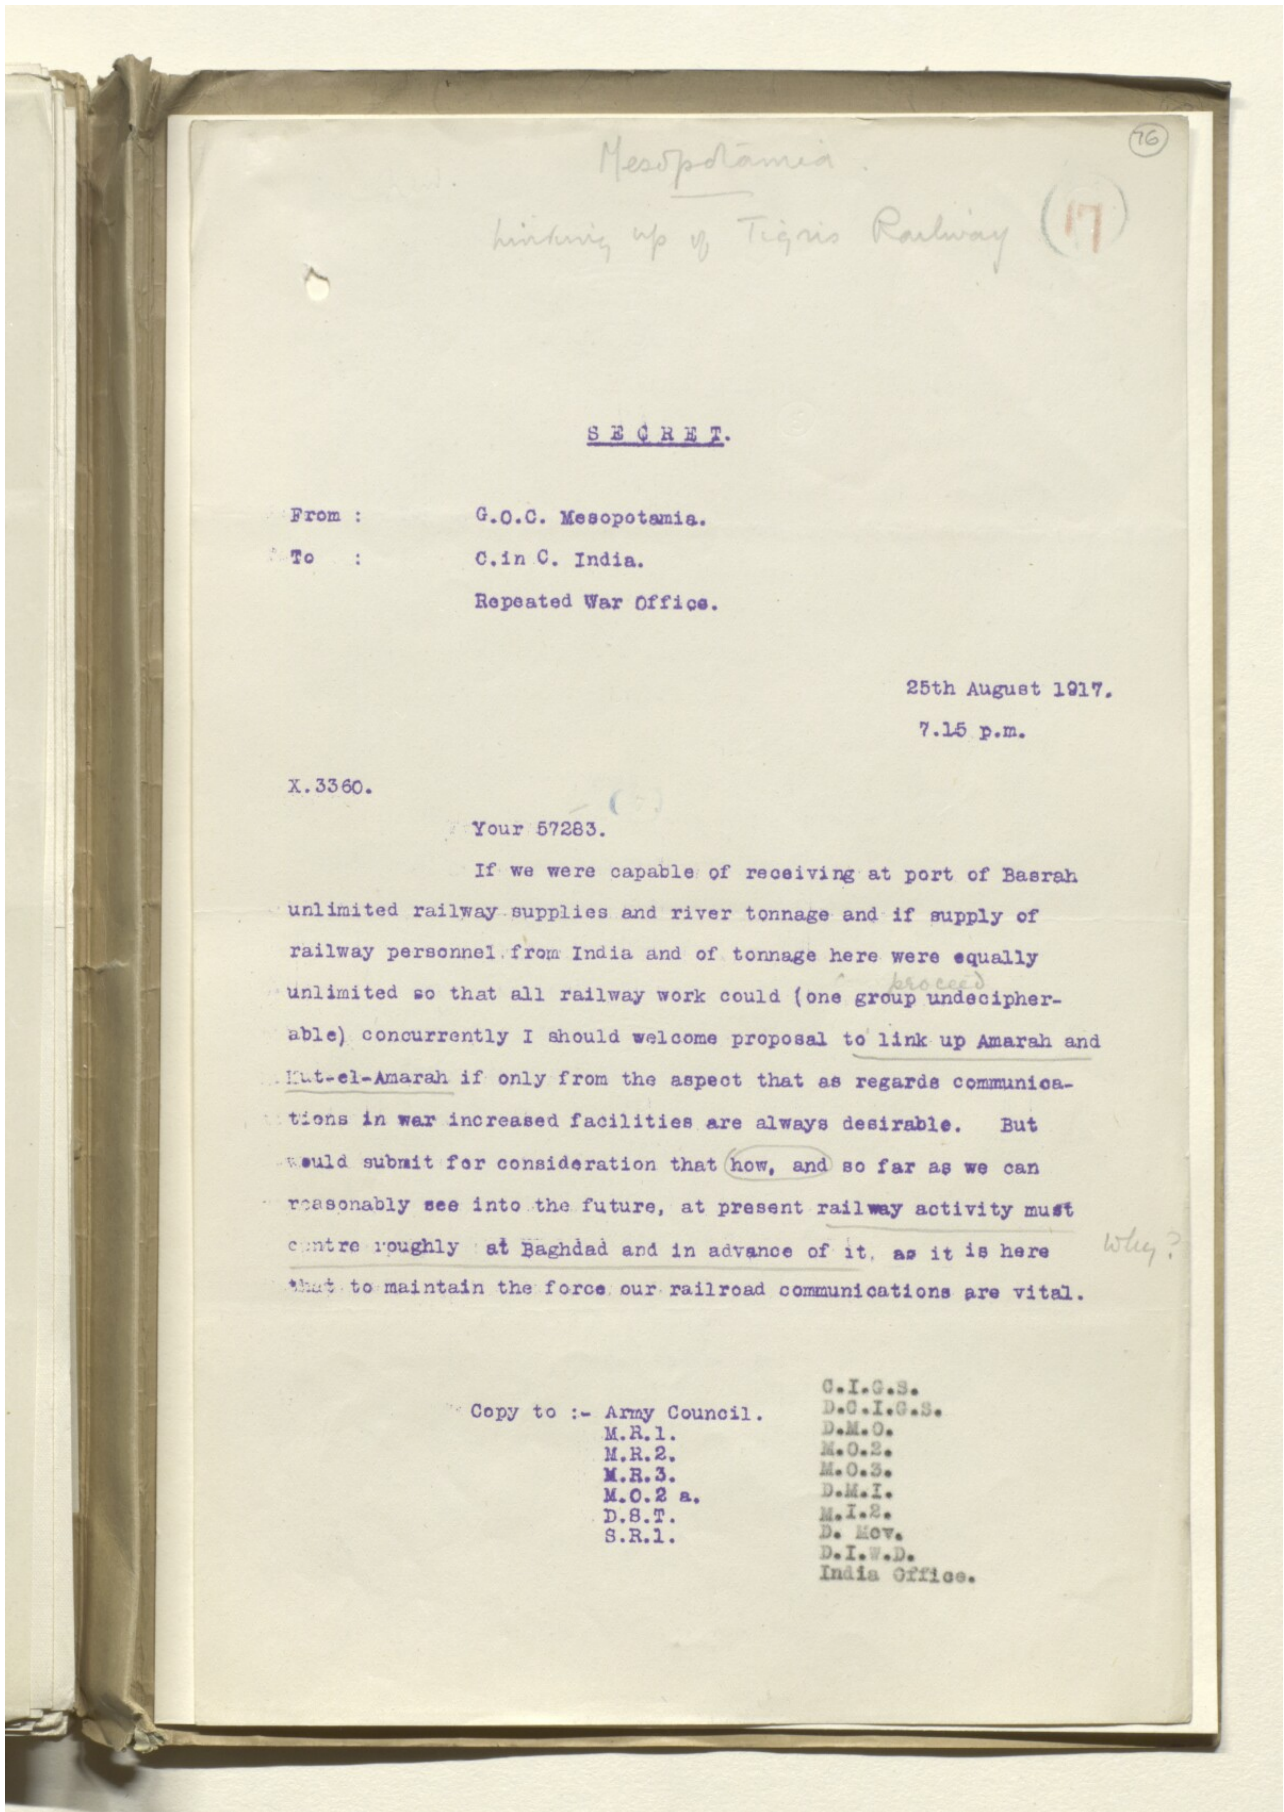 76
Mesopotamia.
Linking up of Tigris Railway
17
SECRET.
From : G.O.C. Mesopotamia.
To : C.in C. India.
Repeated War Office.
25th August 1917.
7.15 p.m.
X.3360.
Your 57283.
If we were capable of receiving at port of Basrah
unlimited railway supplies and river tonnage and if supply of
railway personnel from India and of tonnage here were equally
proceed
unlimited so that all railway work could (one group undecipher-
able) concurrently I should welcome proposal to link up Amarah and
Kut-el-Amarah if only from the aspect that as regards communica-
tions in war increased facilities are always desirable. But
would submit for consideration that how, and so far as we can
reasonably see into the future, at present railway activity must
centre roughly at Baghdad and in advance of it, as it is here
Why?
that to maintain the force our railroad communications are vital.
Copy to :- Army Council.
M.R.1.
M.R.2.
M.R.3.
M.O.2 a.
D.S.T.
S.R.1.
C.I.G.S.
D.C.I.G.S.
D.M.O.
M.O.2.
M.O.3.
D.M.I.
M.I.2.
D. Mov.
D.I.W.D.
India Office.